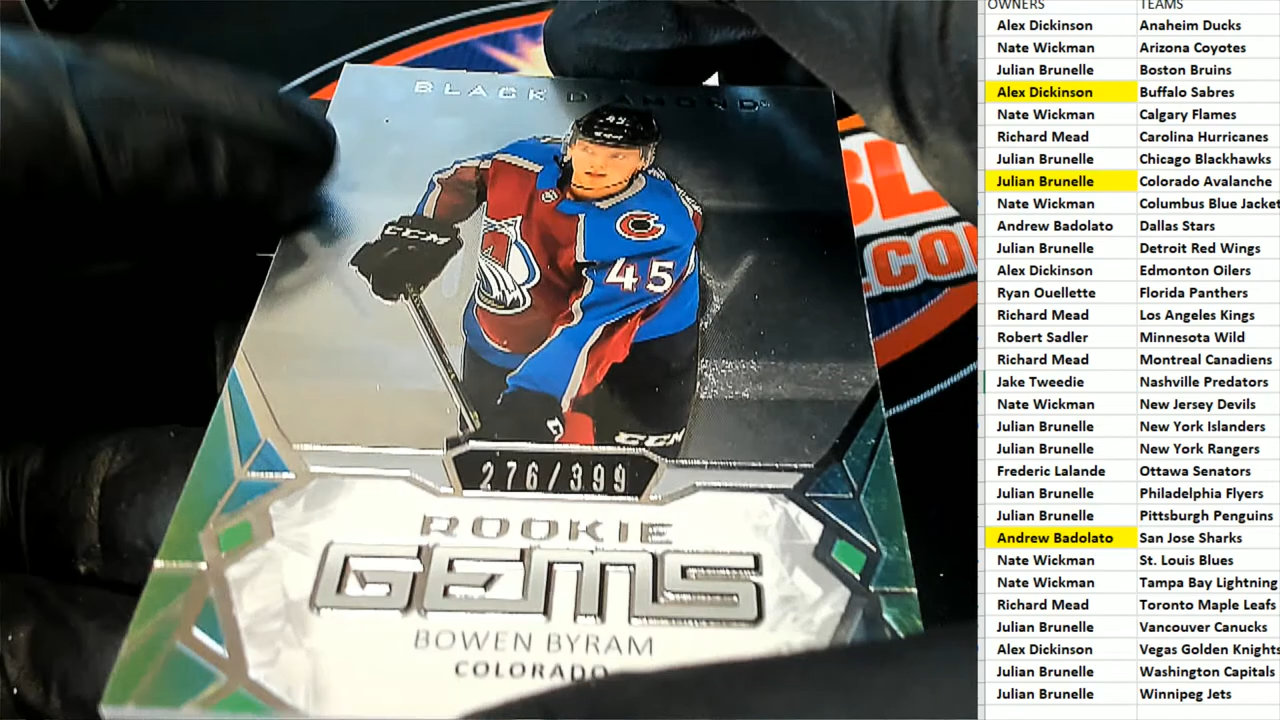 BLACK DIAMOND
45
CCM
45
CCM
276/399
ROOKIE
GEMS
BOWEN BYRAM
COLORADO
BL
.COM
OWNERS TEAMS
Alex Dickinson Anaheim Ducks
Nate Wickman Arizona Coyotes
Julian Brunelle Boston Bruins
Alex Dickinson Buffalo Sabres
Nate Wickman Calgary Flames
Richard Mead Carolina Hurricanes
Julian Brunelle Chicago Blackhawks
Julian Brunelle Colorado Avalanche
Nate Wickman Columbus Blue Jacket
Andrew Badolato Dallas Stars
Julian Brunelle Detroit Red Wings
Alex Dickinson Edmonton Oilers
Ryan Ouellette Florida Panthers
Richard Mead Los Angeles Kings
Robert Sadler Minnesota Wild
Richard Mead Montreal Canadiens
Jake Tweedie Nashville Predators
Nate Wickman New Jersey Devils
Julian Brunelle New York Islanders
Julian Brunelle New York Rangers
Frederic Lalande Ottawa Senators
Julian Brunelle Philadelphia Flyers
Julian Brunelle Pittsburgh Penguins
Andrew Badolato San Jose Sharks
Nate Wickman St. Louis Blues
Nate Wickman Tampa Bay Lightning
Richard Mead Toronto Maple Leafs
Julian Brunelle Vancouver Canucks
Alex Dickinson Vegas Golden Knights
Julian Brunelle Washington Capitals
Julian Brunelle Winnipeg Jets